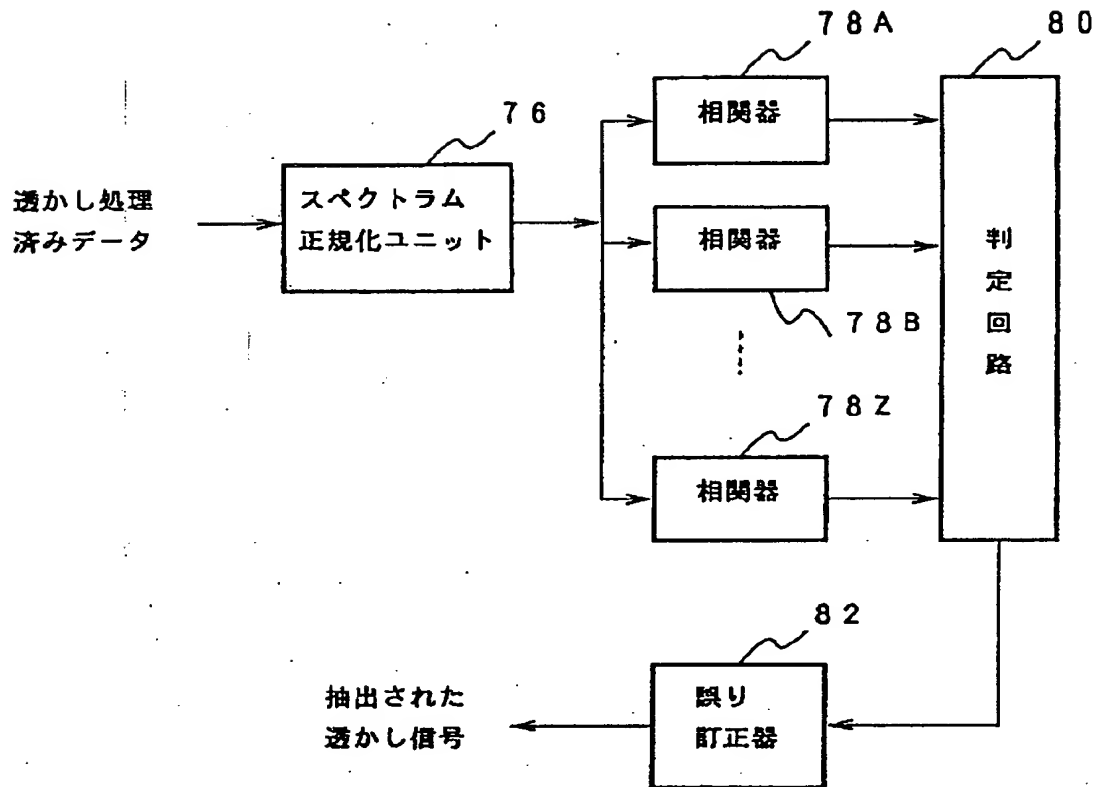 78A
80
相関器
76
透かし処理
済みデータ
スペクトラム
正規化ユニット
相関器
判定回路
78B
78Z
相関器
82
抽出された
透かし信号
誤り
訂正器